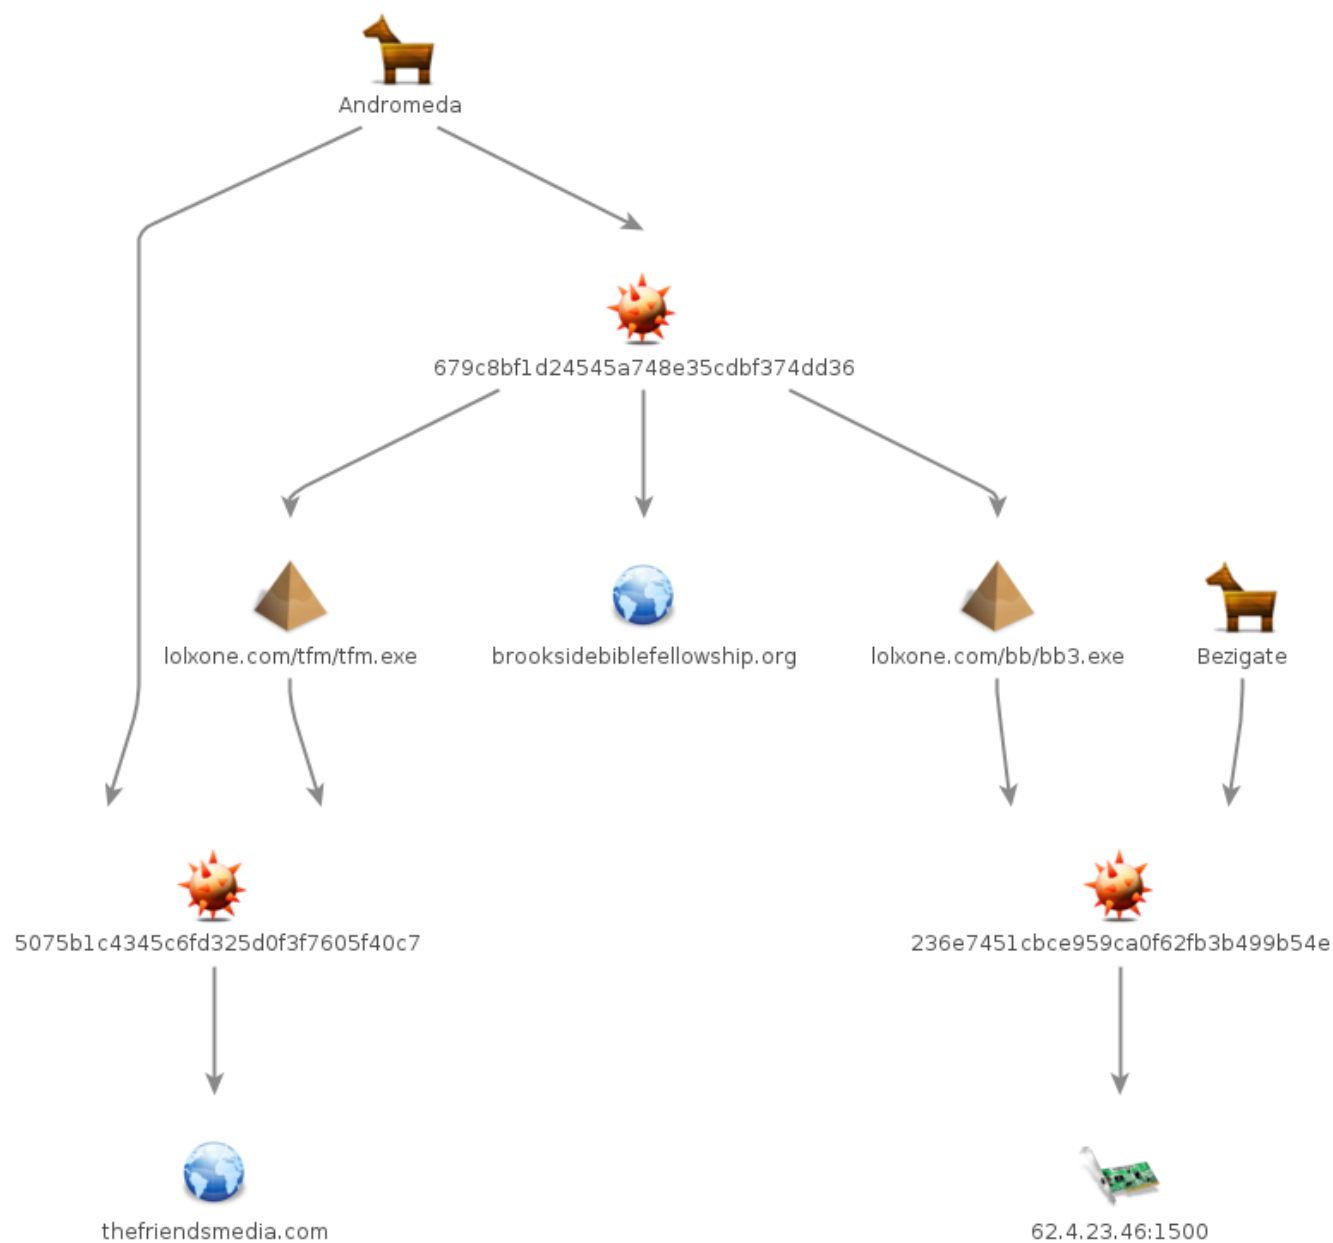 Andromeda
679c8bf1d24545a748e35cdbf374dd36
lolxone.com/tfm/tfm.exe
brooksidebiblefellowship.org
lolxone.com/bb/bb3.exe
Bezigate
5075b1c4345c6fd325d0f3f7605f40c7
236e7451cbce959ca0f62fb3b499b54e
thefriendsmedia.com
62.4.23.46:1500